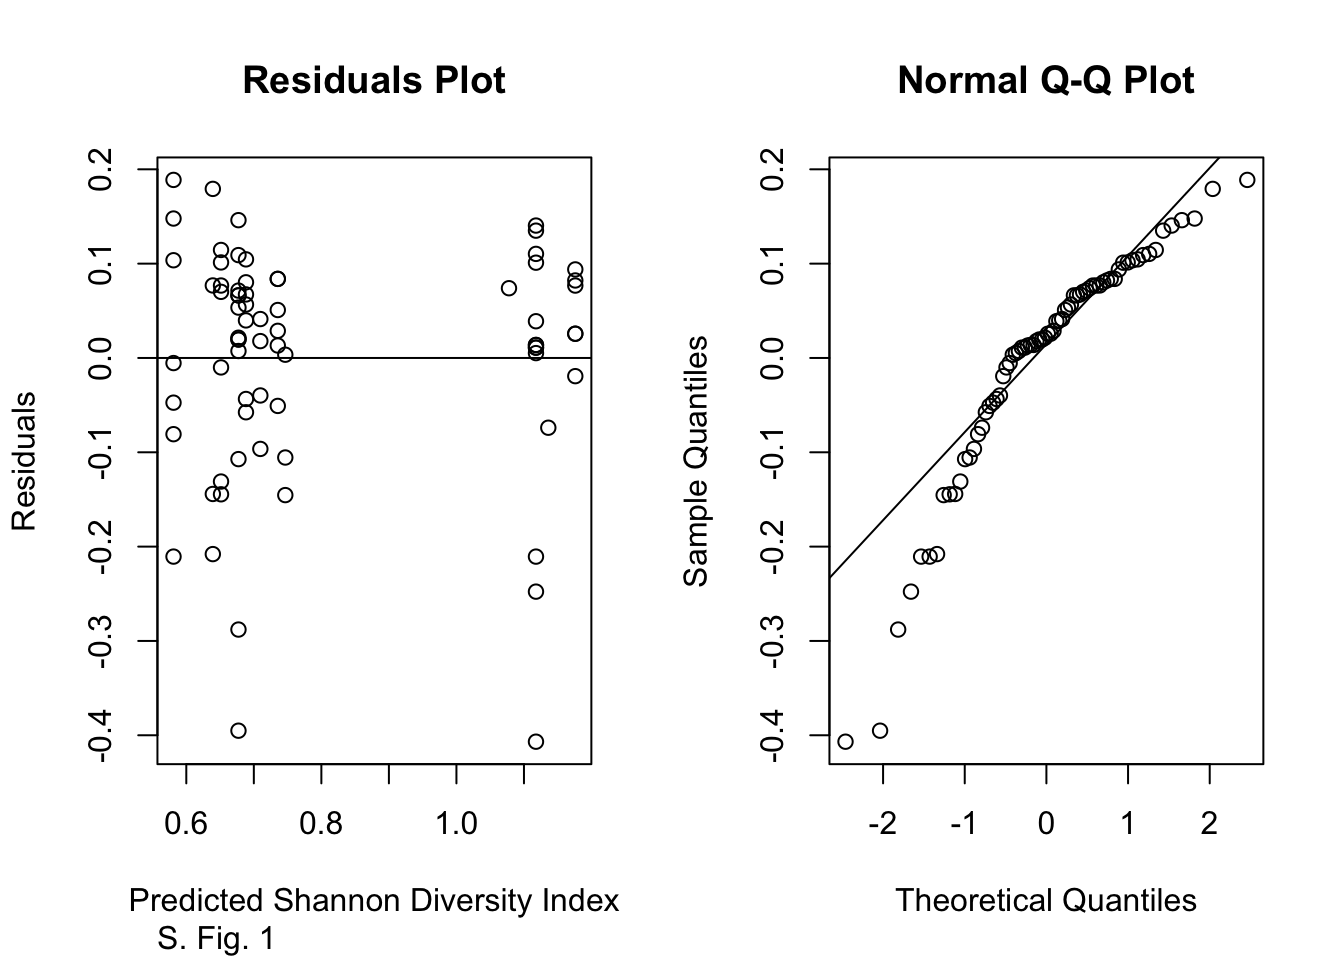 Residuals Plot
Residuals
0.2
0.1
0.0
-0.1
-0.2
-0.3
-0.4
0.6 0.8 1.0
Predicted Shannon Diversity Index
S. Fig. 1
Normal Q-Q Plot
Sample Quantiles
0.2
0.1
0.0
-0.1
-0.2
-0.3
-0.4
-2 -1 0 1 2
Theoretical Quantiles